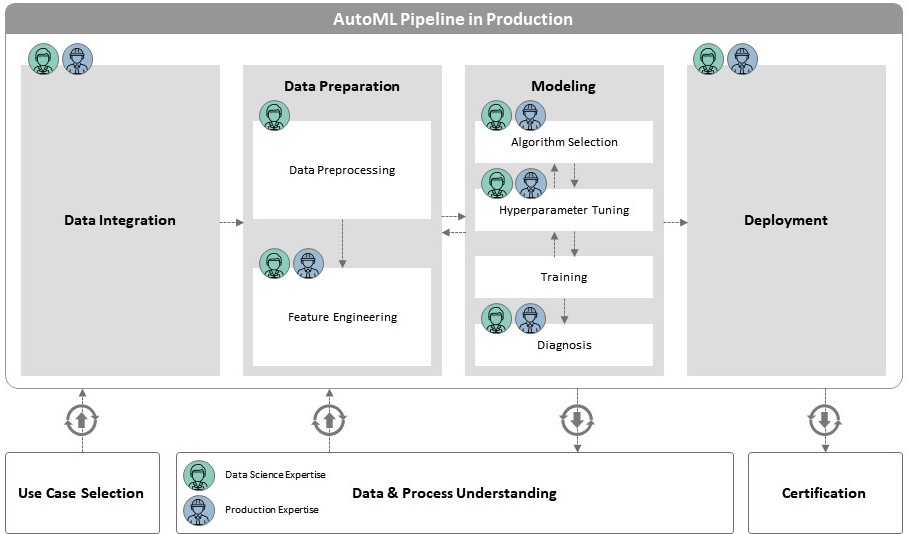 AutoML Pipeline in Production
Data Integration
Data Preparation
Data Preprocessing
Feature Engineering
Modeling
Algorithm Selection
Hyperparameter Tuning
Training
Diagnosis
Deployment
Use Case Selection
Data Science Expertise
Data & Process Understanding
Production Expertise
Certification